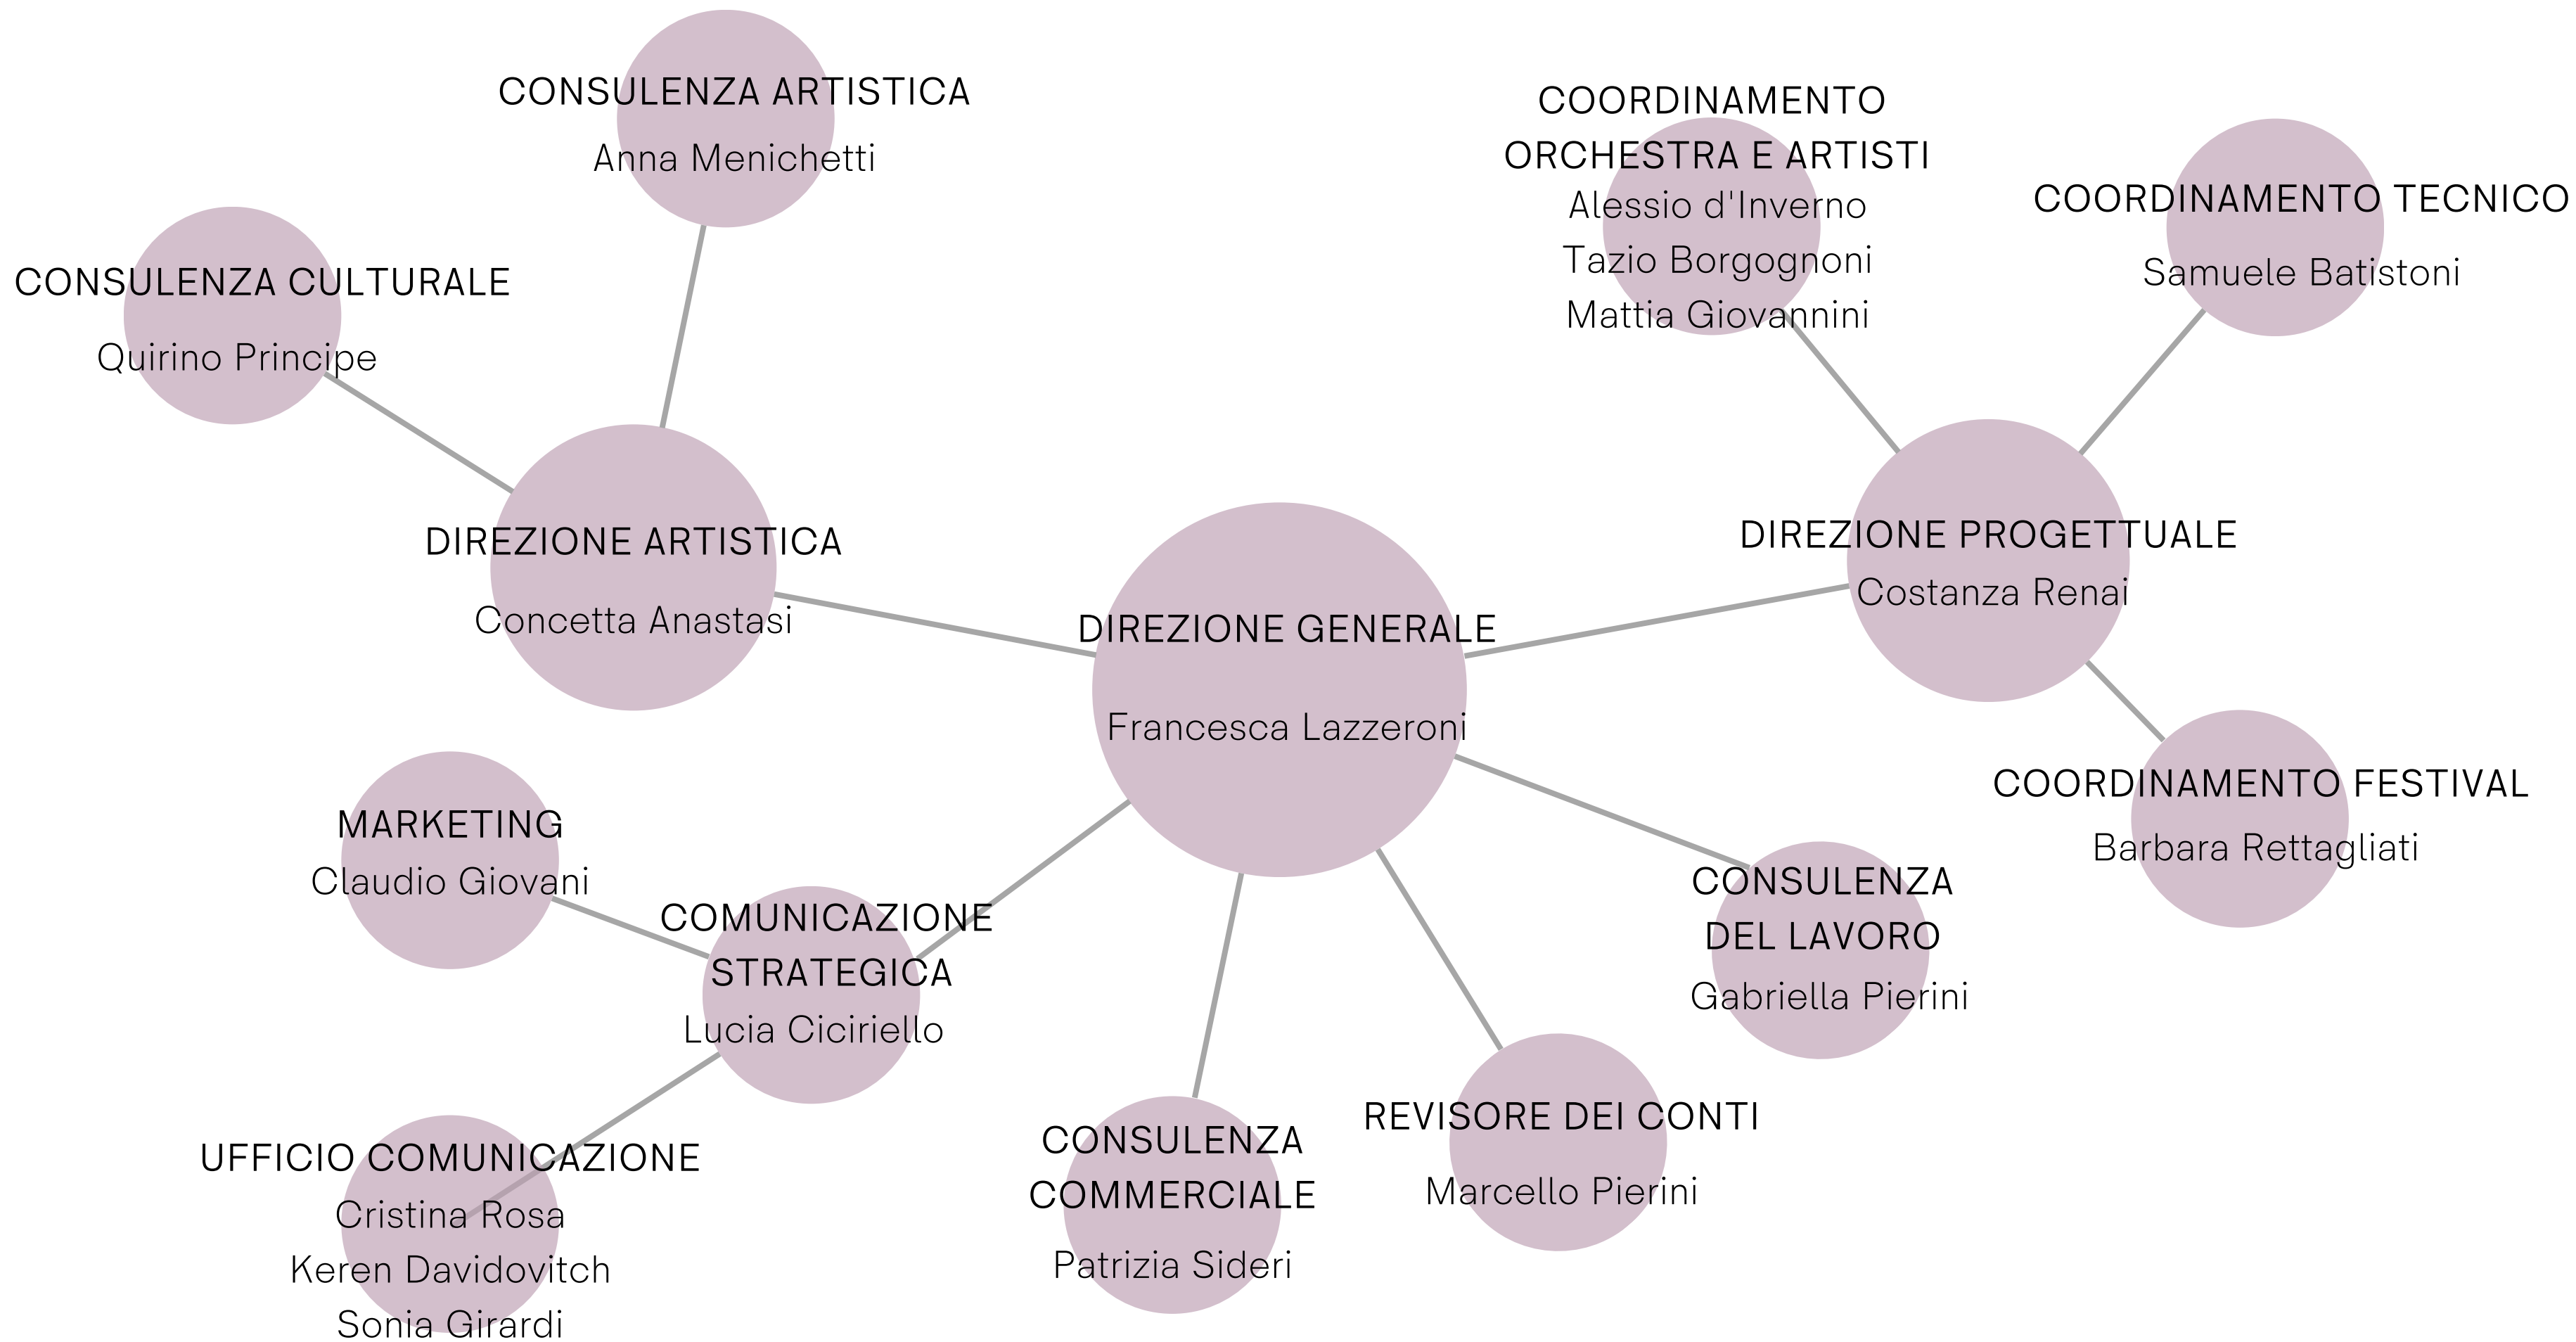 CONSULENZA ARTISTICA
Anna Menichetti
CONSULENZA CULTURALE
Quirino Principe
DIREZIONE ARTISTICA
Concetta Anastasi
COORDINAMENTO
ORCHESTRA E ARTISTI
Alessio d'Inverno
Tazio Borgognoni
Mattia Giovannini
COORDINAMENTO TECNICO
Samuele Batistoni
DIREZIONE PROGETTUALE
Costanza Renai
DIREZIONE GENERALE
Francesca Lazzeroni
COORDINAMENTO FESTIVAL
Barbara Rettagliati
MARKETING
Claudio Giovani
COMUNICAZIONE
STRATEGICA
Lucia Ciciriello
CONSULENZA
DEL LAVORO
Gabriella Pierini
UFFICIO COMUNICAZIONE
Cristina Rosa
Keren Davidovitch
Sonia Girardi
CONSULENZA
COMMERCIALE
Patrizia Sideri
REVISORE DEI CONTI
Marcello Pierini